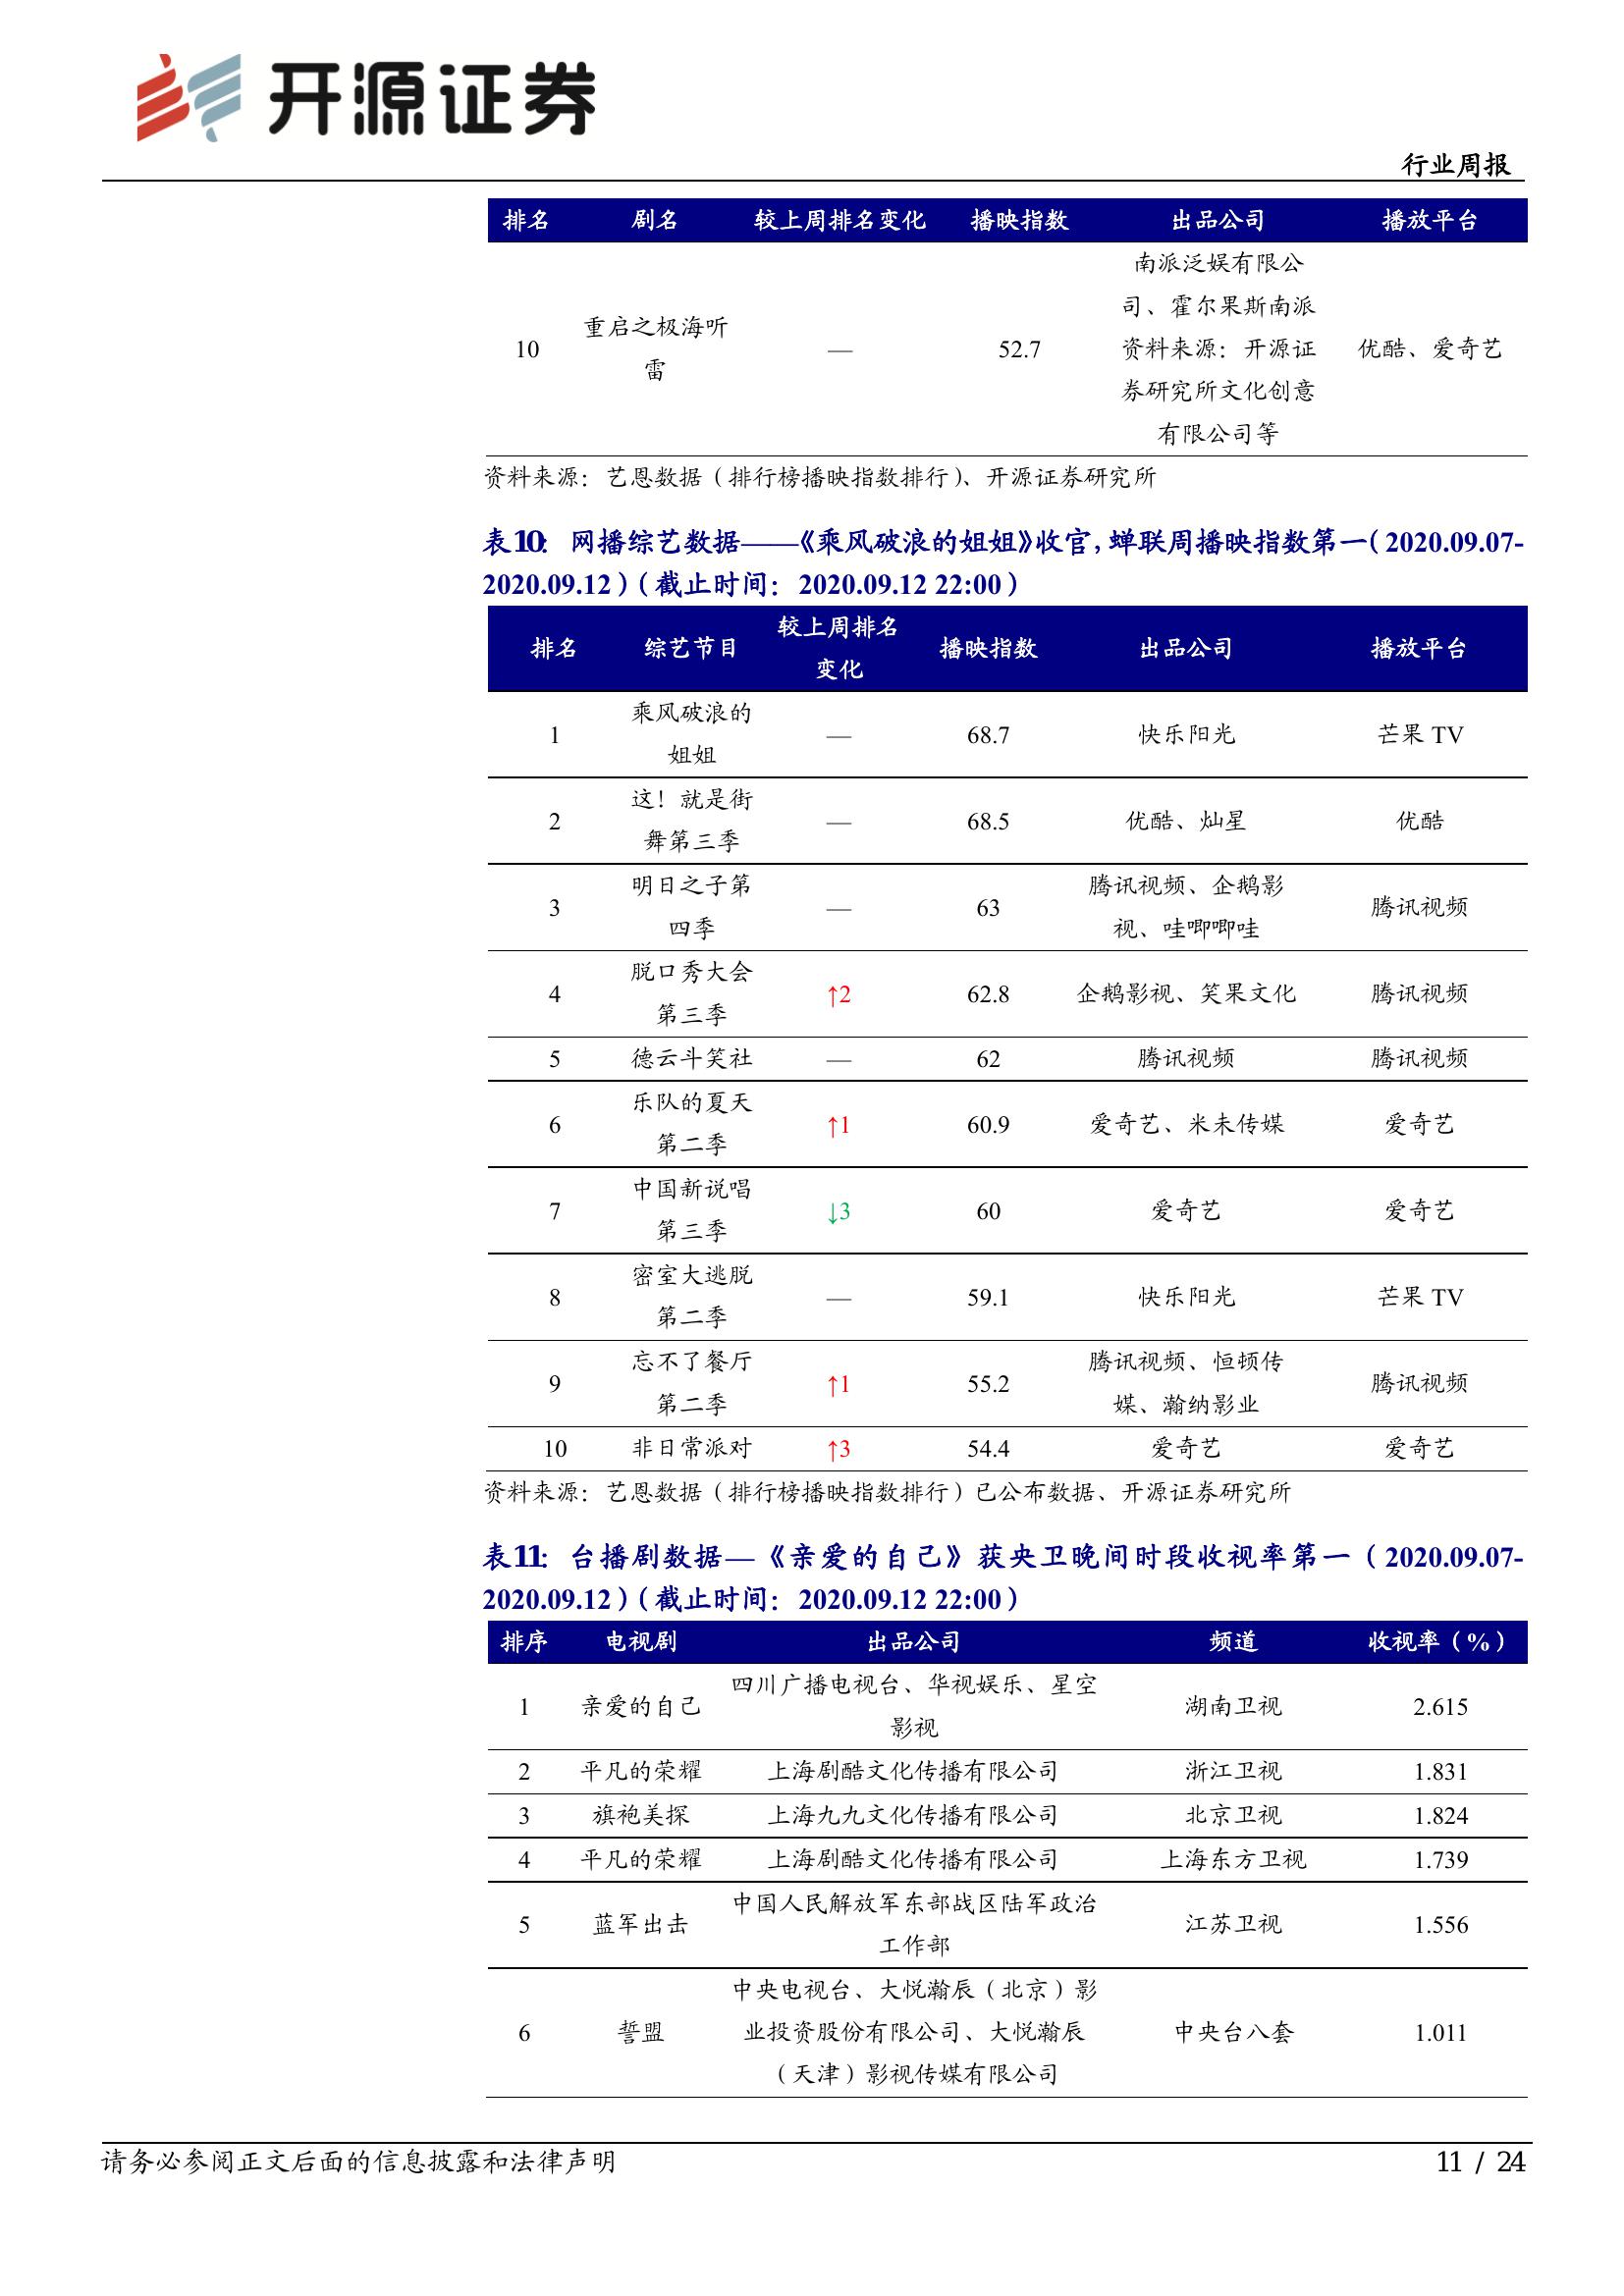 开源证券
行业周报
排名 剧名 较上周排名变化 播映指数 出品公司 播放平台
10 重启之极海听雷 — 52.7 南派泛娱有限公司、霍尔果斯南派资料来源：开源证券研究所文化创意有限公司等 优酷、爱奇艺
资料来源：艺恩数据（排行榜播映指数排行）、开源证券研究所
表10：网播综艺数据——《乘风破浪的姐姐》收官，蝉联周播映指数第一（2020.09.07-
2020.09.12）（截止时间：2020.09.12 22:00）
排名 综艺节目 较上周排名变化 播映指数 出品公司 播放平台
1 乘风破浪的姐姐 — 68.7 快乐阳光 芒果 TV
2 这！就是街舞第三季 — 68.5 优酷、灿星 优酷
3 明日之子第四季 — 63 腾讯视频、企鹅影视、哇唧唧哇 腾讯视频
4 脱口秀大会第三季 ↑2 62.8 企鹅影视、笑果文化 腾讯视频
5 德云斗笑社 — 62 腾讯视频 腾讯视频
6 乐队的夏天第二季 ↑1 60.9 爱奇艺、米未传媒 爱奇艺
7 中国新说唱第三季 ↓3 60 爱奇艺 爱奇艺
8 密室大逃脱第二季 — 59.1 快乐阳光 芒果 TV
9 忘不了餐厅第二季 ↑1 55.2 腾讯视频、恒顿传媒、瀚纳影业 腾讯视频
10 非日常派对 ↑3 54.4 爱奇艺 爱奇艺
资料来源：艺恩数据（排行榜播映指数排行）已公布数据、开源证券研究所
表11：台播剧数据—《亲爱的自己》获央卫晚间时段收视率第一（2020.09.07-
2020.09.12）（截止时间：2020.09.12 22:00）
排序 电视剧 出品公司 频道 收视率（%）
1 亲爱的自己 四川广播电视台、华视娱乐、星空影视 湖南卫视 2.615
2 平凡的荣耀 上海剧酷文化传播有限公司 浙江卫视 1.831
3 旗袍美探 上海九九文化传播有限公司 北京卫视 1.824
4 平凡的荣耀 上海剧酷文化传播有限公司 上海东方卫视 1.739
5 蓝军出击 中国人民解放军东部战区陆军政治工作部 江苏卫视 1.556
6 誓盟 中央电视台、大悦瀚辰（北京）影业投资股份有限公司、大悦瀚辰（天津）影视传媒有限公司 中央台八套 1.011
请务必参阅正文后面的信息披露和法律声明
11 / 24